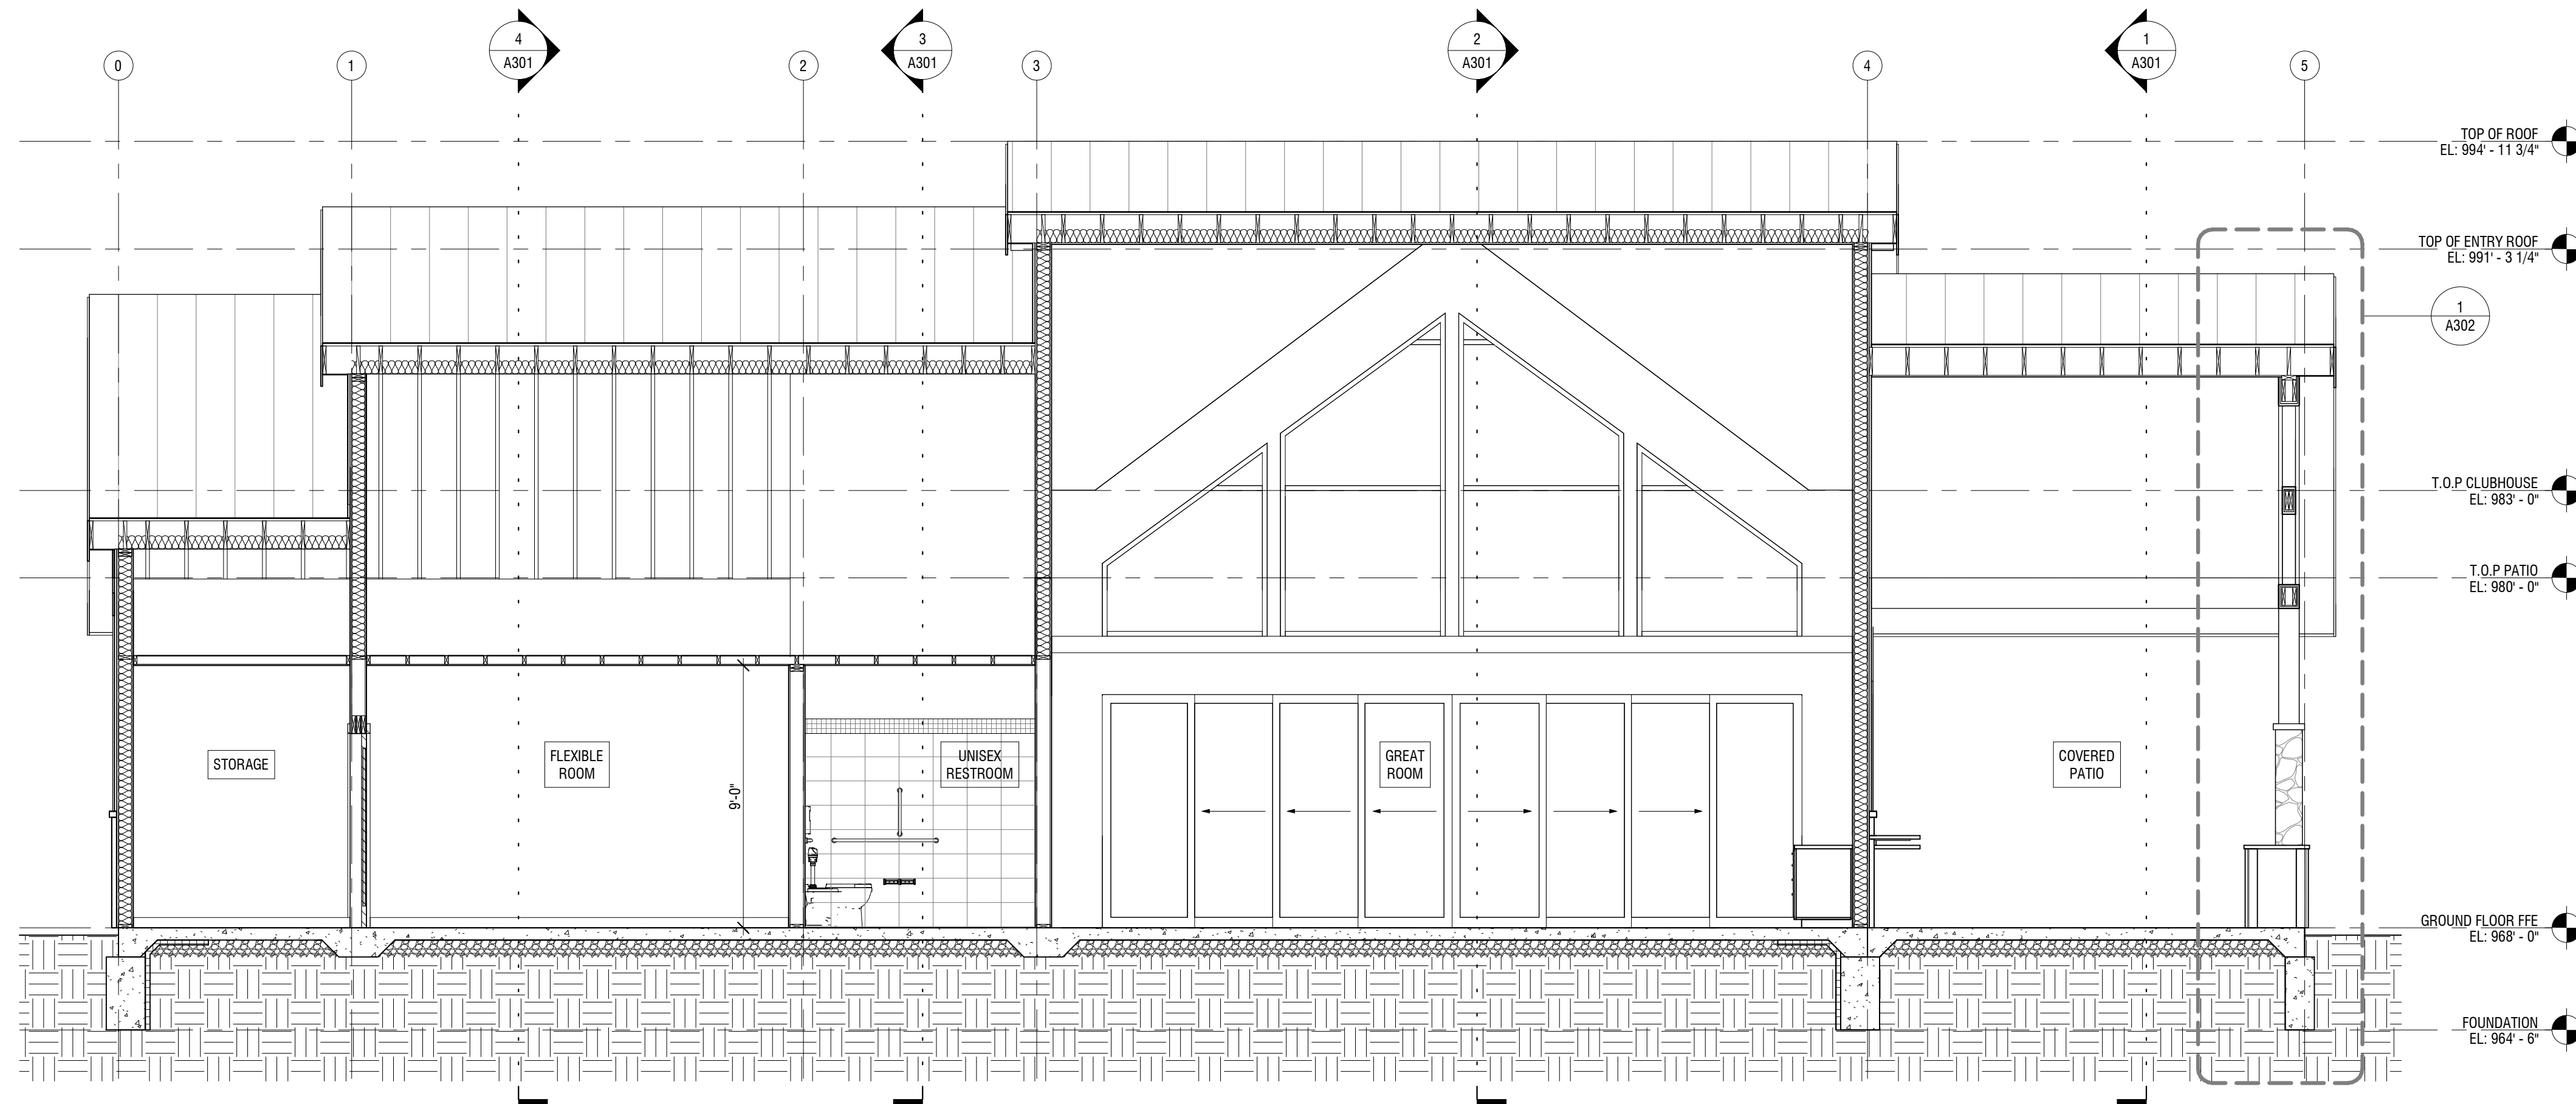 4
A301
3
A301
2
A301
1
A301
0
1
2
3
4
5
TOP OF ROOF
EL: 994' - 11 3/4"
TOP OF ENTRY ROOF
EL: 991' - 3 1/4"
1
A302
T.O.P CLUBHOUSE
EL: 983' - 0"
T.O.P PATIO
EL: 980' - 0"
STORAGE
FLEXIBLE
ROOM
9'-0"
UNISEX
RESTROOM
GREAT
ROOM
COVERED
PATIO
GROUND FLOOR FFE
EL: 968' - 0"
FOUNDATION
EL: 964' - 6"